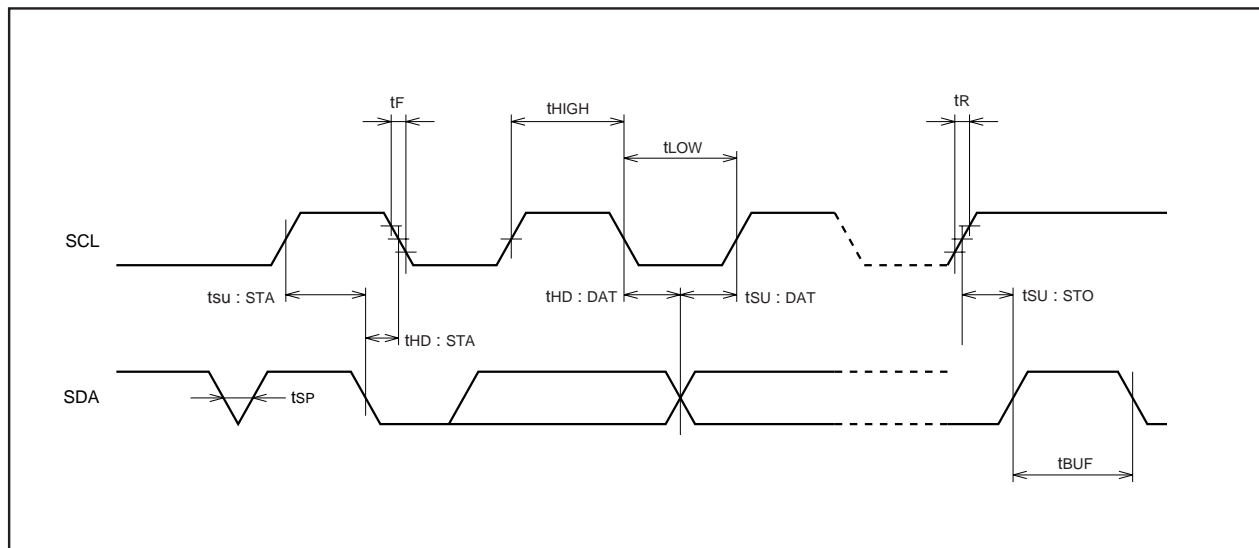 tF
tHIGH
tR
tLOW
SCL
tsu : STA
tHD : DAT
tSU : DAT
tSU : STO
tHD : STA
SDA
tSP
tBUF